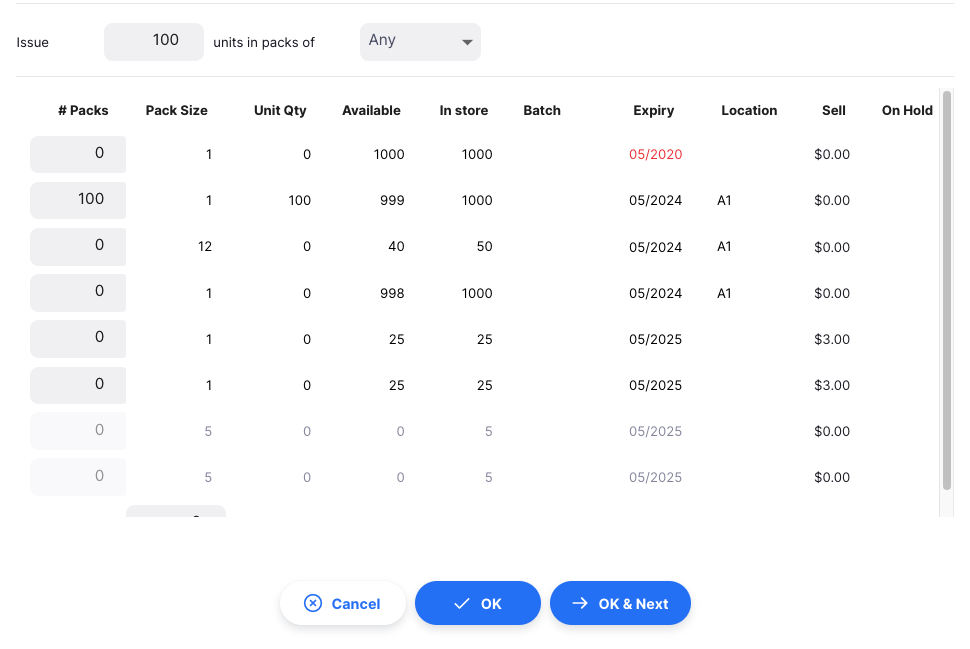 Issue 100 units in packs of Any
# Packs Pack Size Unit Qty Available In store Batch Expiry Location Sell On Hold
0 1 0 1000 1000 05/2020 $0.00
100 1 100 999 1000 05/2024 A1 $0.00
0 12 0 40 50 05/2024 A1 $0.00
0 1 0 998 1000 05/2024 A1 $0.00
0 1 0 25 25 05/2025 $3.00
0 1 0 25 25 05/2025 $3.00
0 5 0 0 5 05/2025 $0.00
0 5 0 0 5 05/2025 $0.00
Cancel OK OK & Next